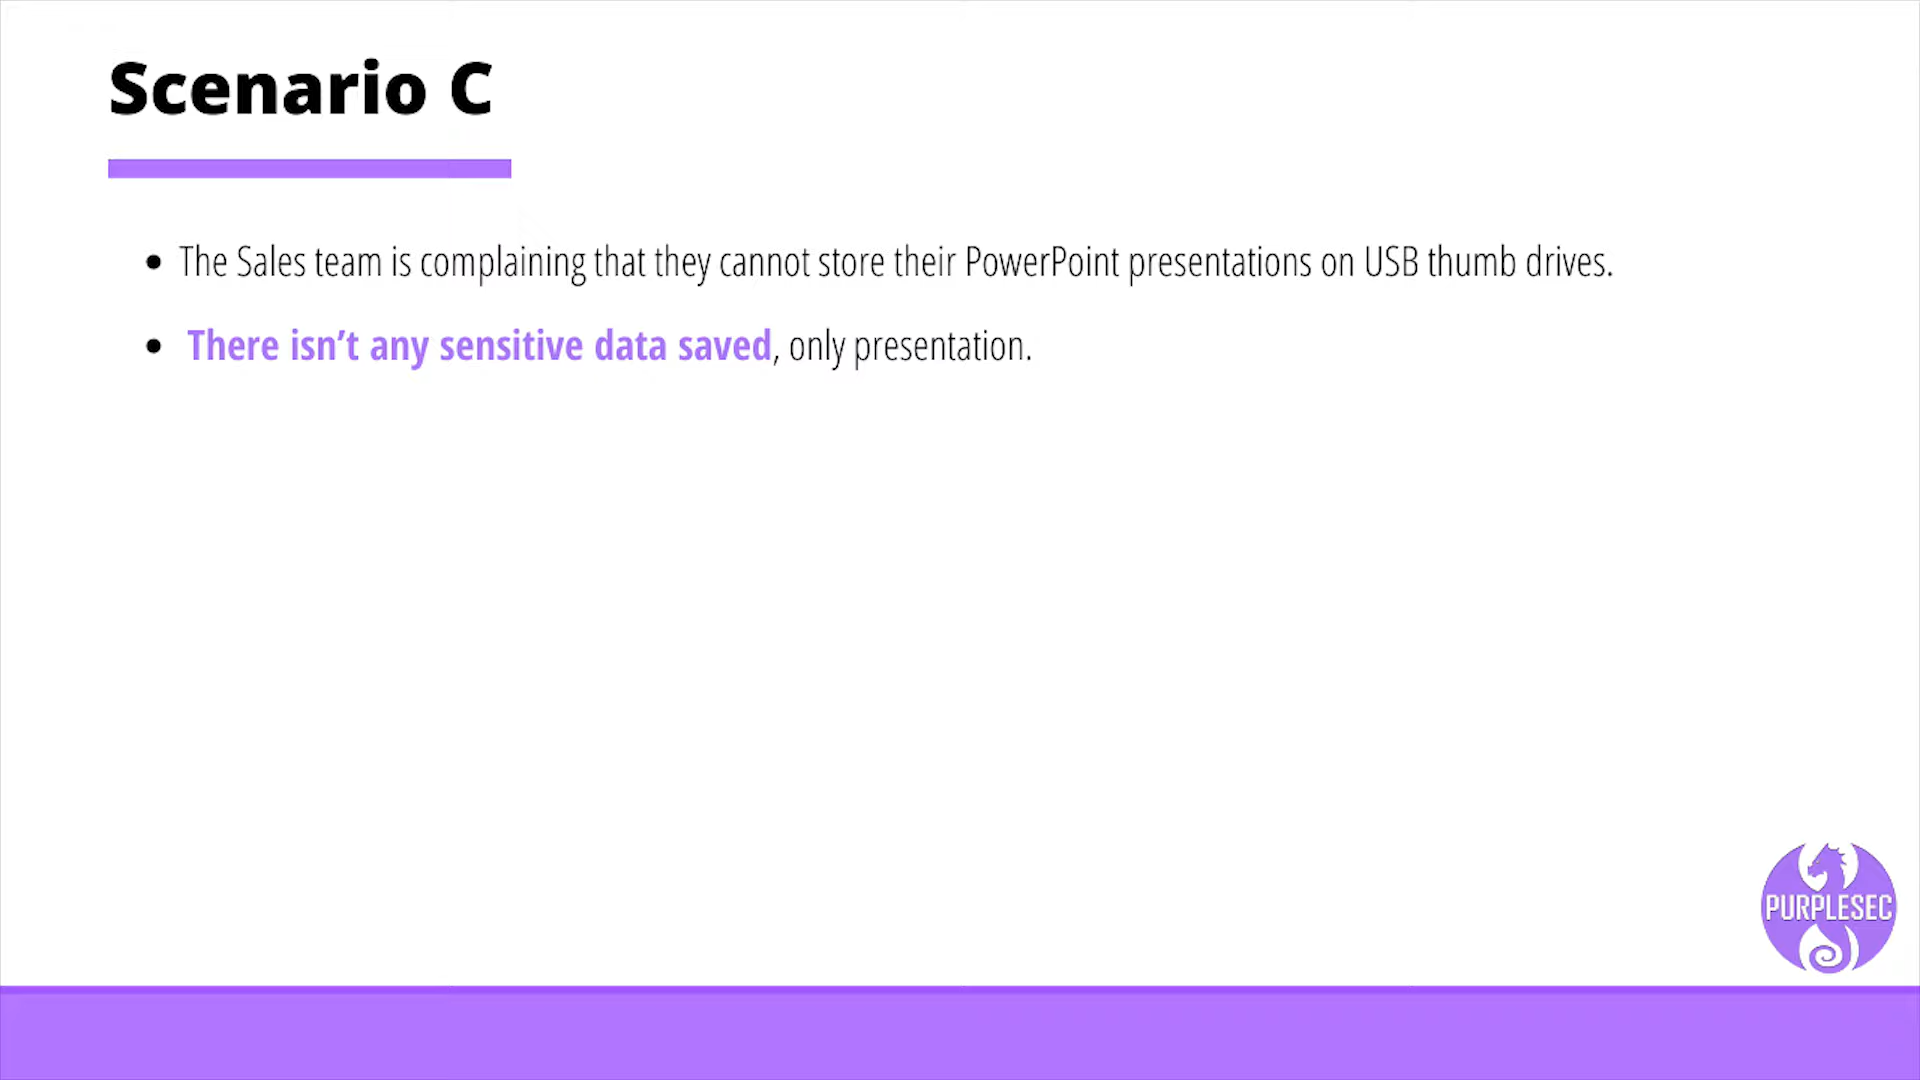 Scenario C
• The Sales team is complaining that they cannot store their PowerPoint presentations on USB thumb drives.
• There isn’t any sensitive data saved, only presentation.
PURPLESEC